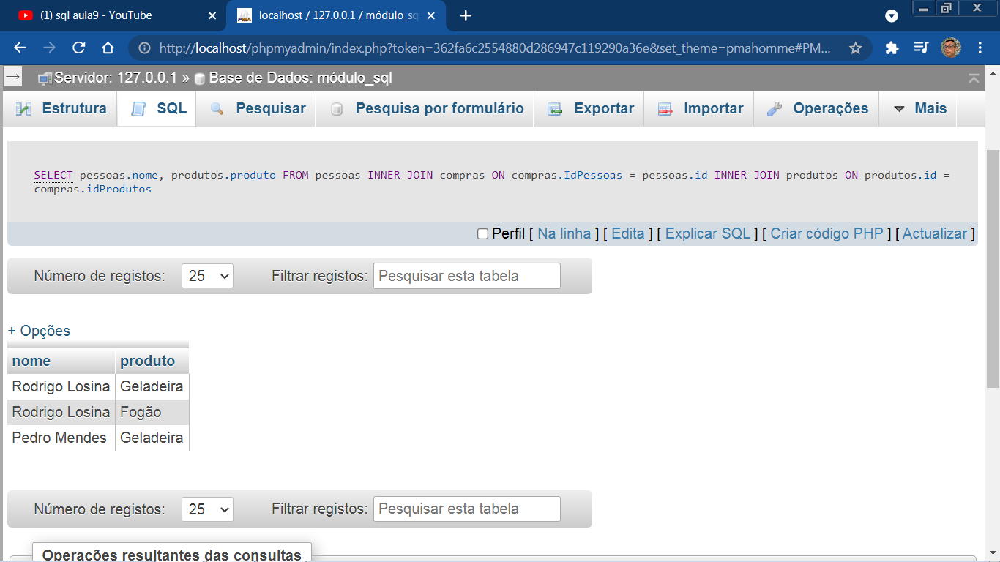 (1) sql aula9 - YouTube
localhost / 127.0.0.1 / módulo_sq
http://localhost/phpmyadmin/index.php?token=362fa6c2554880d286947c119290a36e&set_theme=pmahomme#PM...
Servidor: 127.0.0.1 » Base de Dados: módulo_sql
Estrutura SQL Pesquisar Pesquisa por formulário Exportar Importar Operações Mais
SELECT pessoas.nome, produtos.produto FROM pessoas INNER JOIN compras ON compras.IdPessoas = pessoas.id INNER JOIN produtos ON produtos.id =
compras.idProdutos
Perfil [ Na linha ] [ Edita ] [ Explicar SQL ] [ Criar código PHP ] [ Actualizar ]
Número de registos: 25 Filtrar registos: Pesquisar esta tabela
+ Opções
nome produto
Rodrigo Losina Geladeira
Rodrigo Losina Fogão
Pedro Mendes Geladeira
Número de registos: 25 Filtrar registos: Pesquisar esta tabela
Operações resultantes das consultas